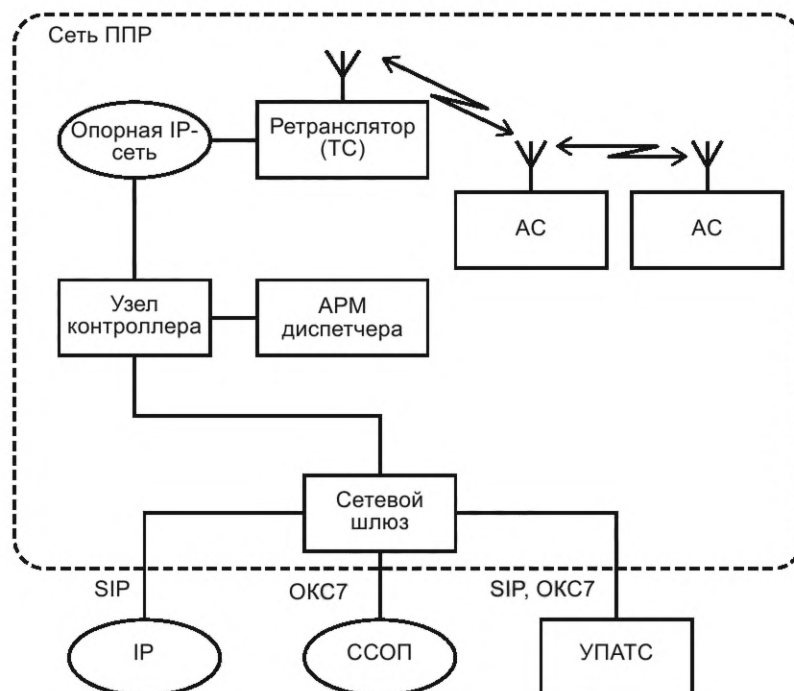 Сеть ППР
Опорная IP-
сеть
Ретранслятор
(ТС)
АС
АС
Узел
контроллера
АРМ
диспетчера
Сетевой
шлюз
SIP
ОКС7
SIP, ОКС7
IP
ССОП
УПАТС